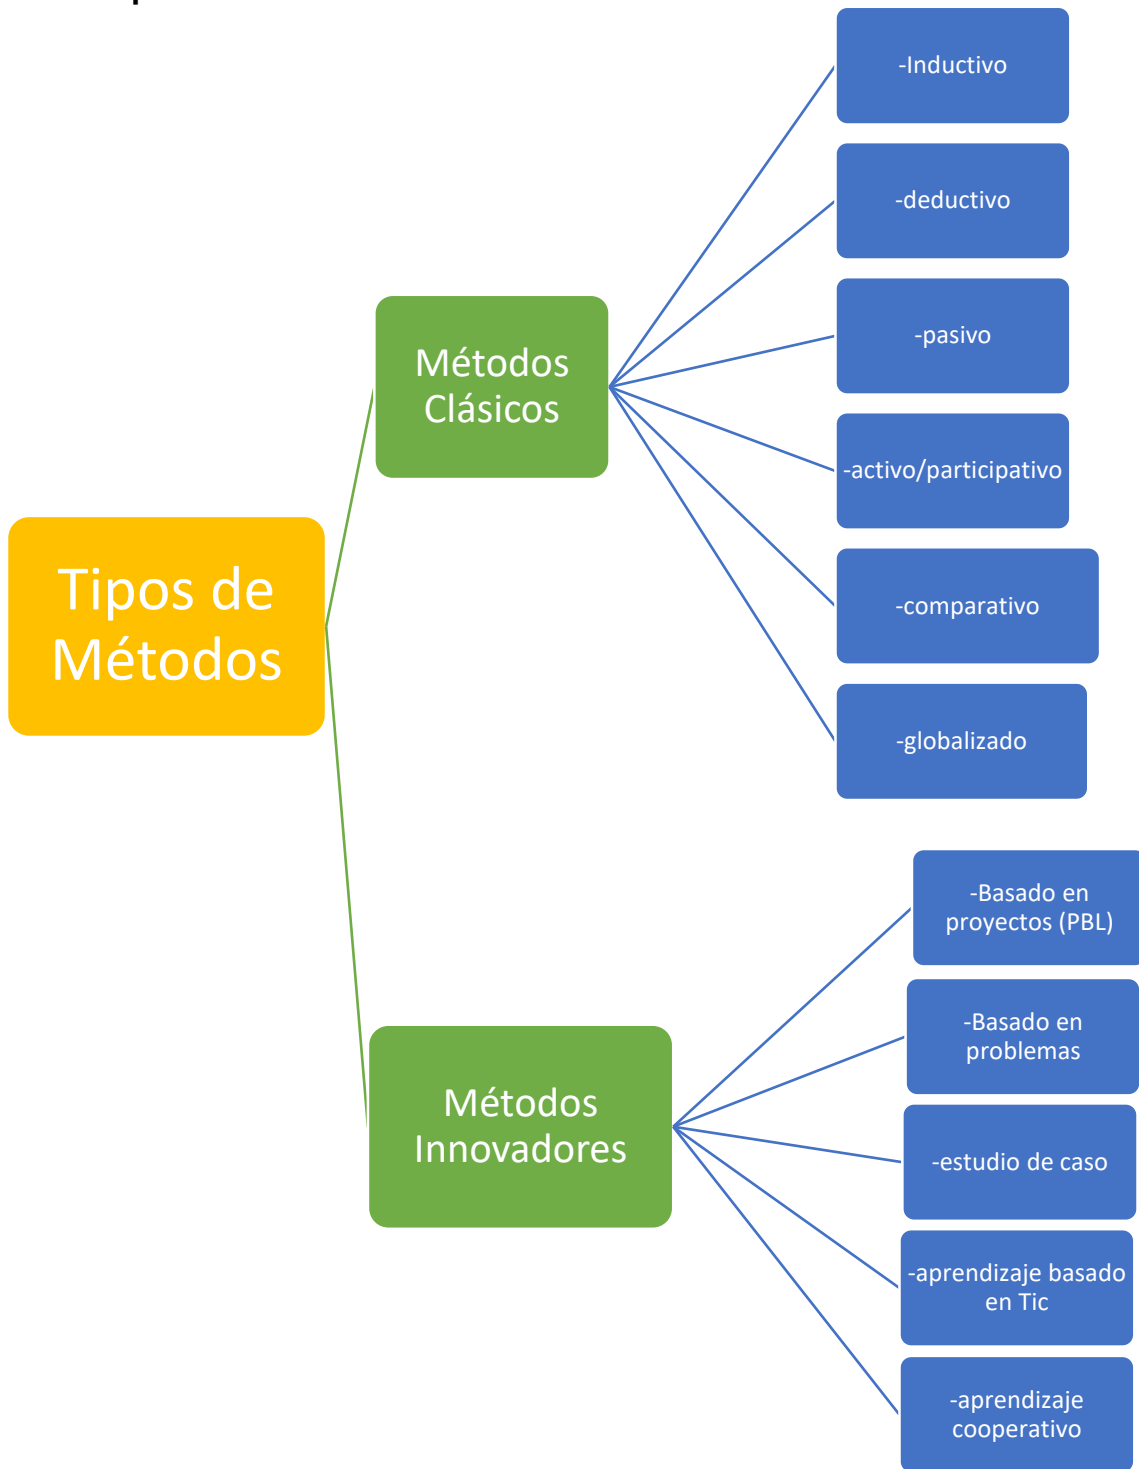 Tipos de
Métodos
Métodos
Clásicos
-Inductivo
-deductivo
-pasivo
-activo/participativo
-comparativo
-globalizado
Métodos
Innovadores
-Basado en
proyectos (PBL)
-Basado en
problemas
-estudio de caso
-aprendizaje basado
en Tic
-aprendizaje
cooperativo